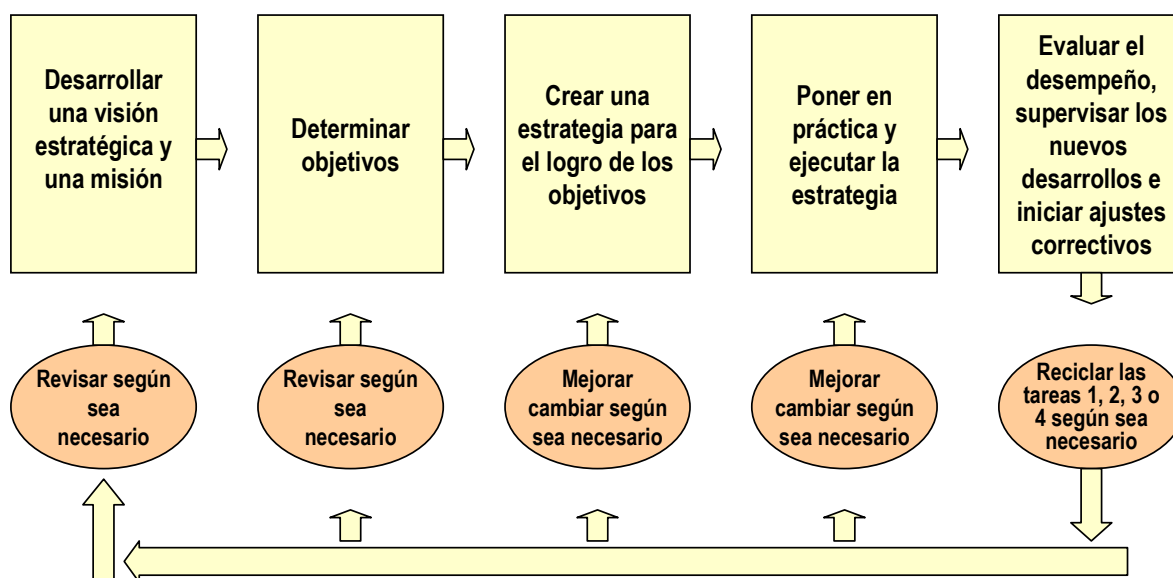 Desarrollar
una visión
estratégica y
una misión
Determinar
objetivos
Crear una
estrategia para
el logro de los
objetivos
Poner en
práctica y
ejecutar la
estrategia
Evaluar el
desempeño,
supervisar los
nuevos
desarrollos e
iniciar ajustes
correctivos
Revisar según
sea
necesario
Revisar según
sea
necesario
Mejorar
cambiar según
sea necesario
Mejorar
cambiar según
sea necesario
Reciclar las
tareas 1, 2, 3 o
4 según sea
necesario